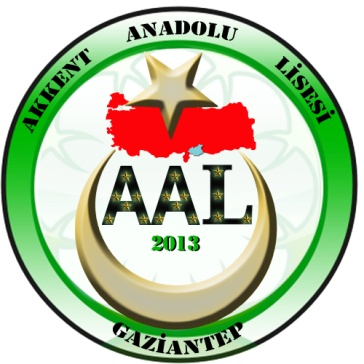 AKKENT ANADOLU LİSESİ
AAL
2013
GAZİANTEP